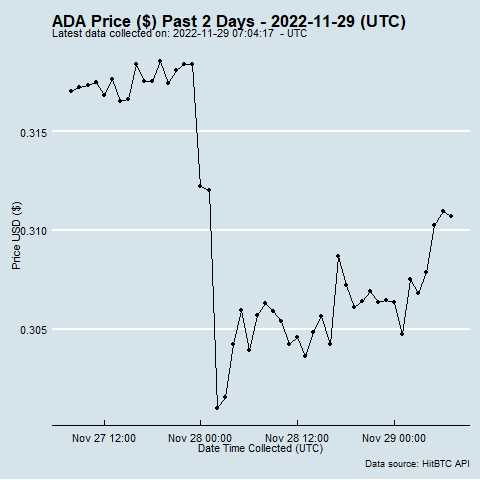 ADA Price ($) Past 2 Days - 2022-11-29 (UTC)
Latest data collected on: 2022-11-29 07:04:17 - UTC
0.315
0.310
0.305
Price USD ($)
Nov 27 12:00 Nov 28 00:00 Nov 28 12:00 Nov 29 00:00
Date Time Collected (UTC)
Data source: HitBTC API